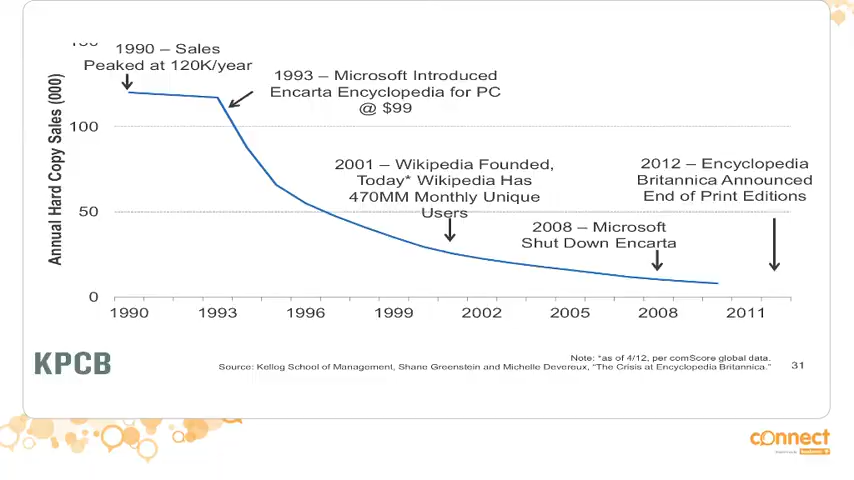 1990 – Sales
Peaked at 120K/year
1993 – Microsoft Introduced
Encarta Encyclopedia for PC
@ $99
Annual Hard Copy Sales (000)
100
2001 – Wikipedia Founded,
Today* Wikipedia Has
470MM Monthly Unique
Users
2012 – Encyclopedia
Britannica Announced
End of Print Editions
50
2008 – Microsoft
Shut Down Encarta
0
1990 1993 1996 1999 2002 2005 2008 2011
KPCB
Note: *as of 4/12, per comScore global data.
Source: Kellog School of Management, Shane Greenstein and Michelle Devereux, “The Crisis at Encyclopedia Britannica.”
31
connect